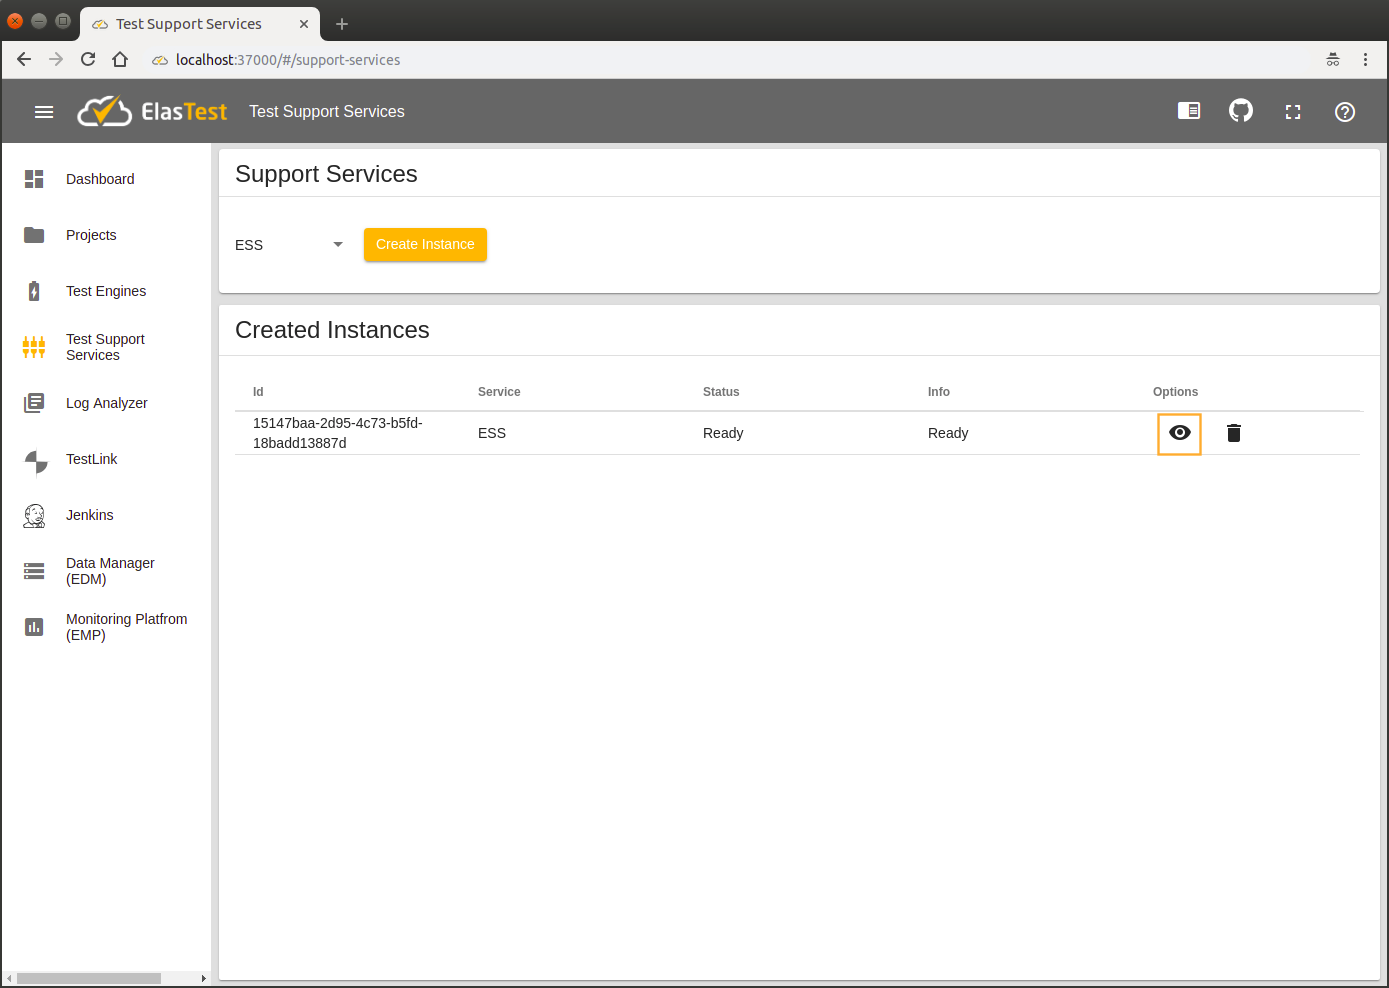 Test Support Services
localhost:37000/#/support-services
ElasTest Test Support Services
Dashboard
Projects
Test Engines
Test Support
Services
Log Analyzer
TestLink
Jenkins
Data Manager
(EDM)
Monitoring Platfrom
(EMP)
Support Services
ESS Create Instance
Created Instances
Id Service Status Info Options
15147baa-2d95-4c73-b5fd-
18badd13887d
ESS Ready Ready